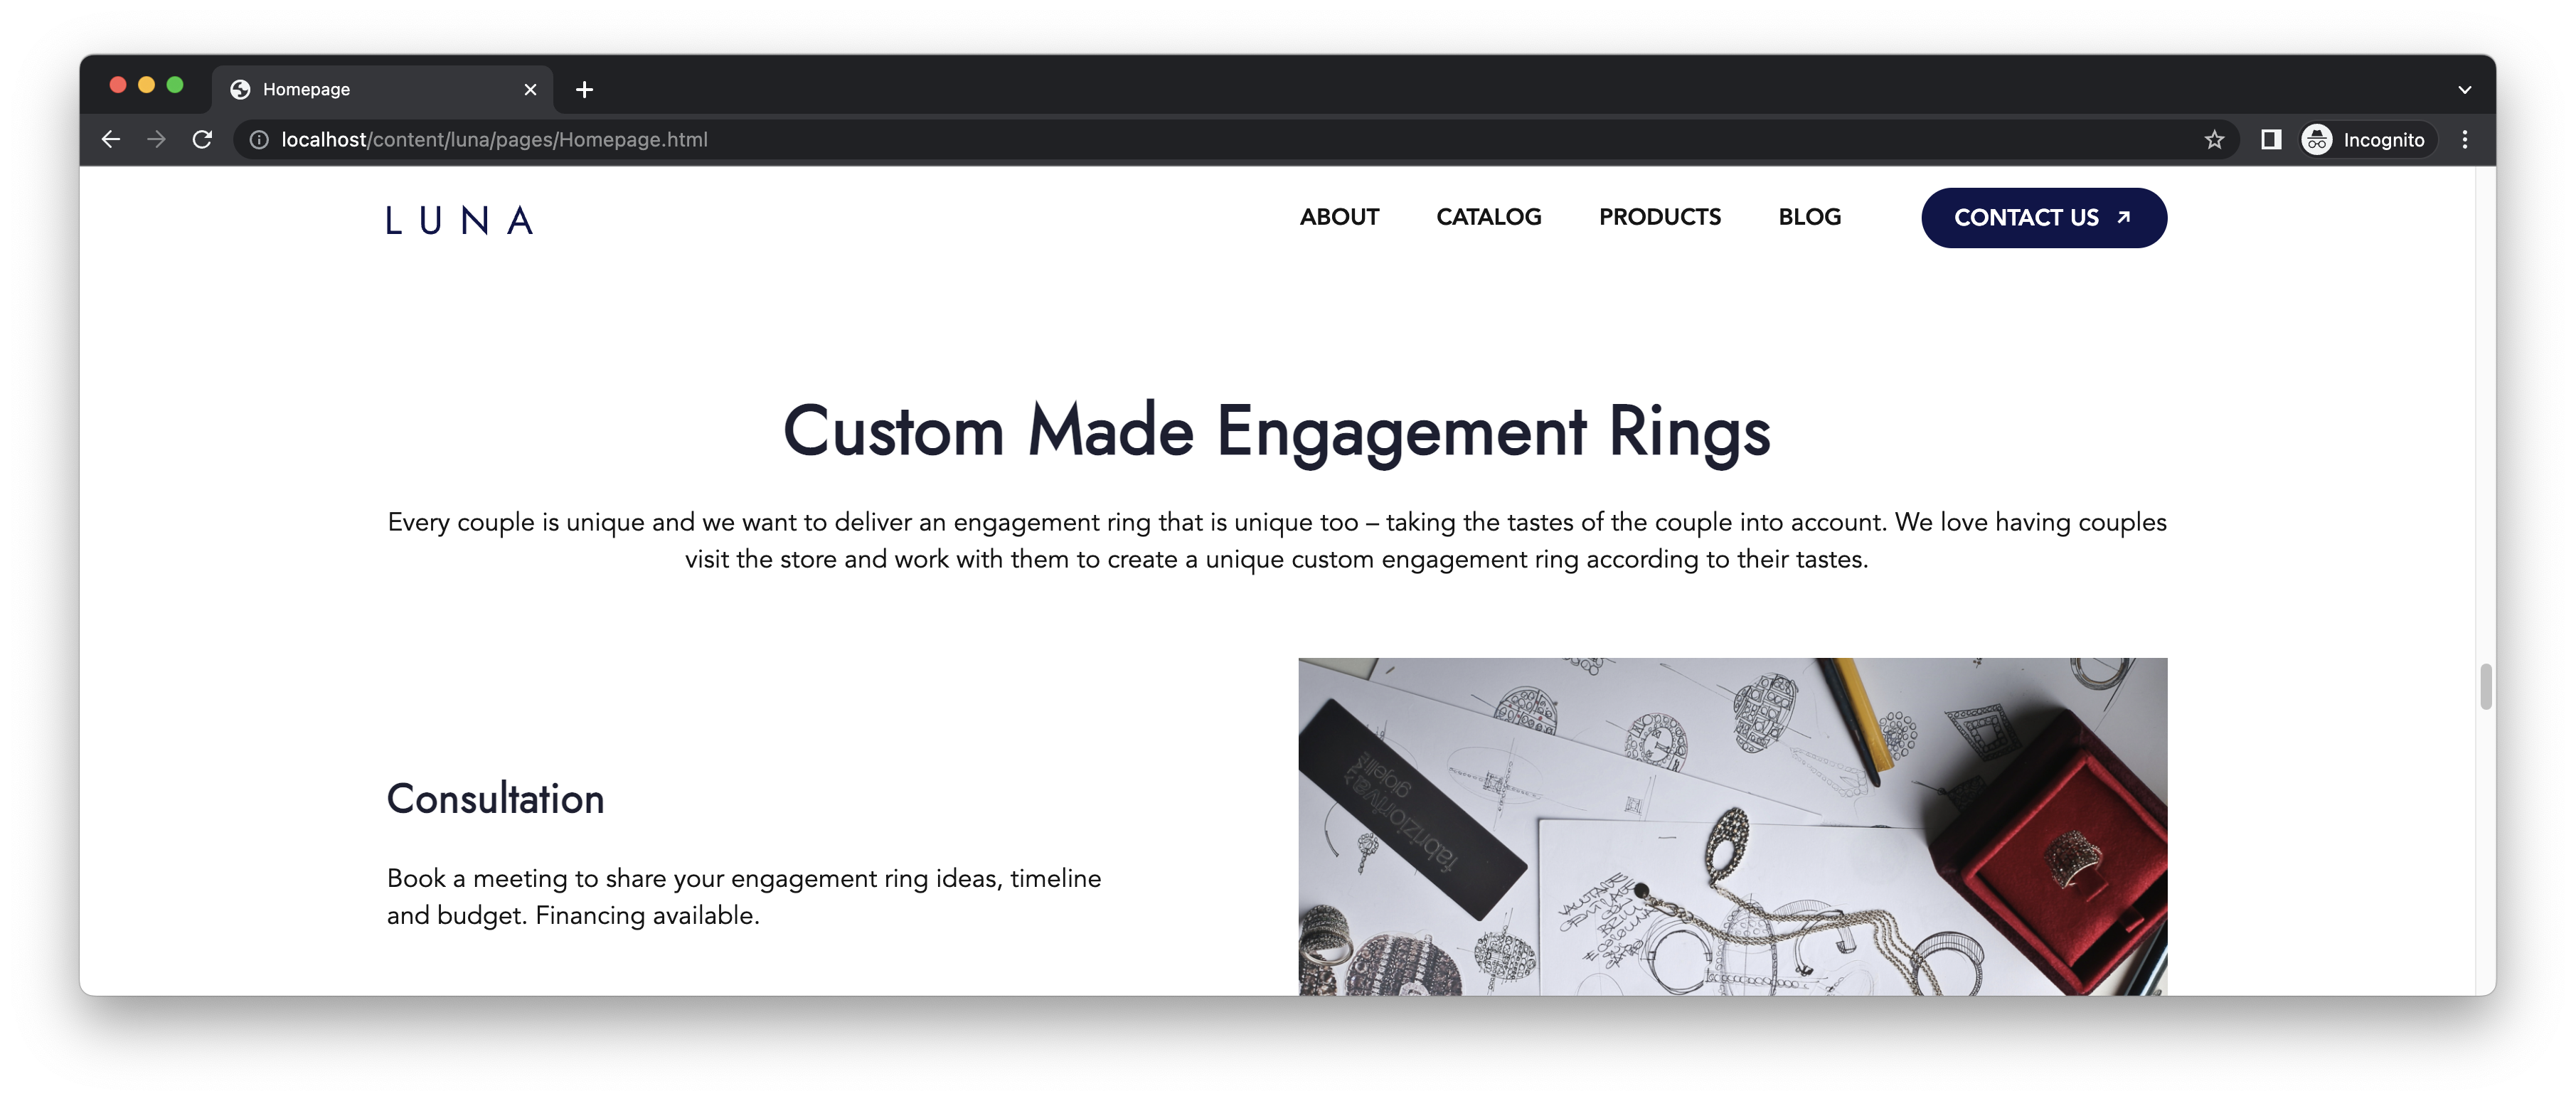 Homepage
localhost/content/luna/pages/Homepage.html
Incognito
LUNA
ABOUT
CATALOG
PRODUCTS
BLOG
CONTACT US
Custom Made Engagement Rings
Every couple is unique and we want to deliver an engagement ring that is unique too – taking the tastes of the couple into account. We love having couples
visit the store and work with them to create a unique custom engagement ring according to their tastes.
Consultation
Book a meeting to share your engagement ring ideas, timeline
and budget. Financing available.
fabrizioriva
gioielli